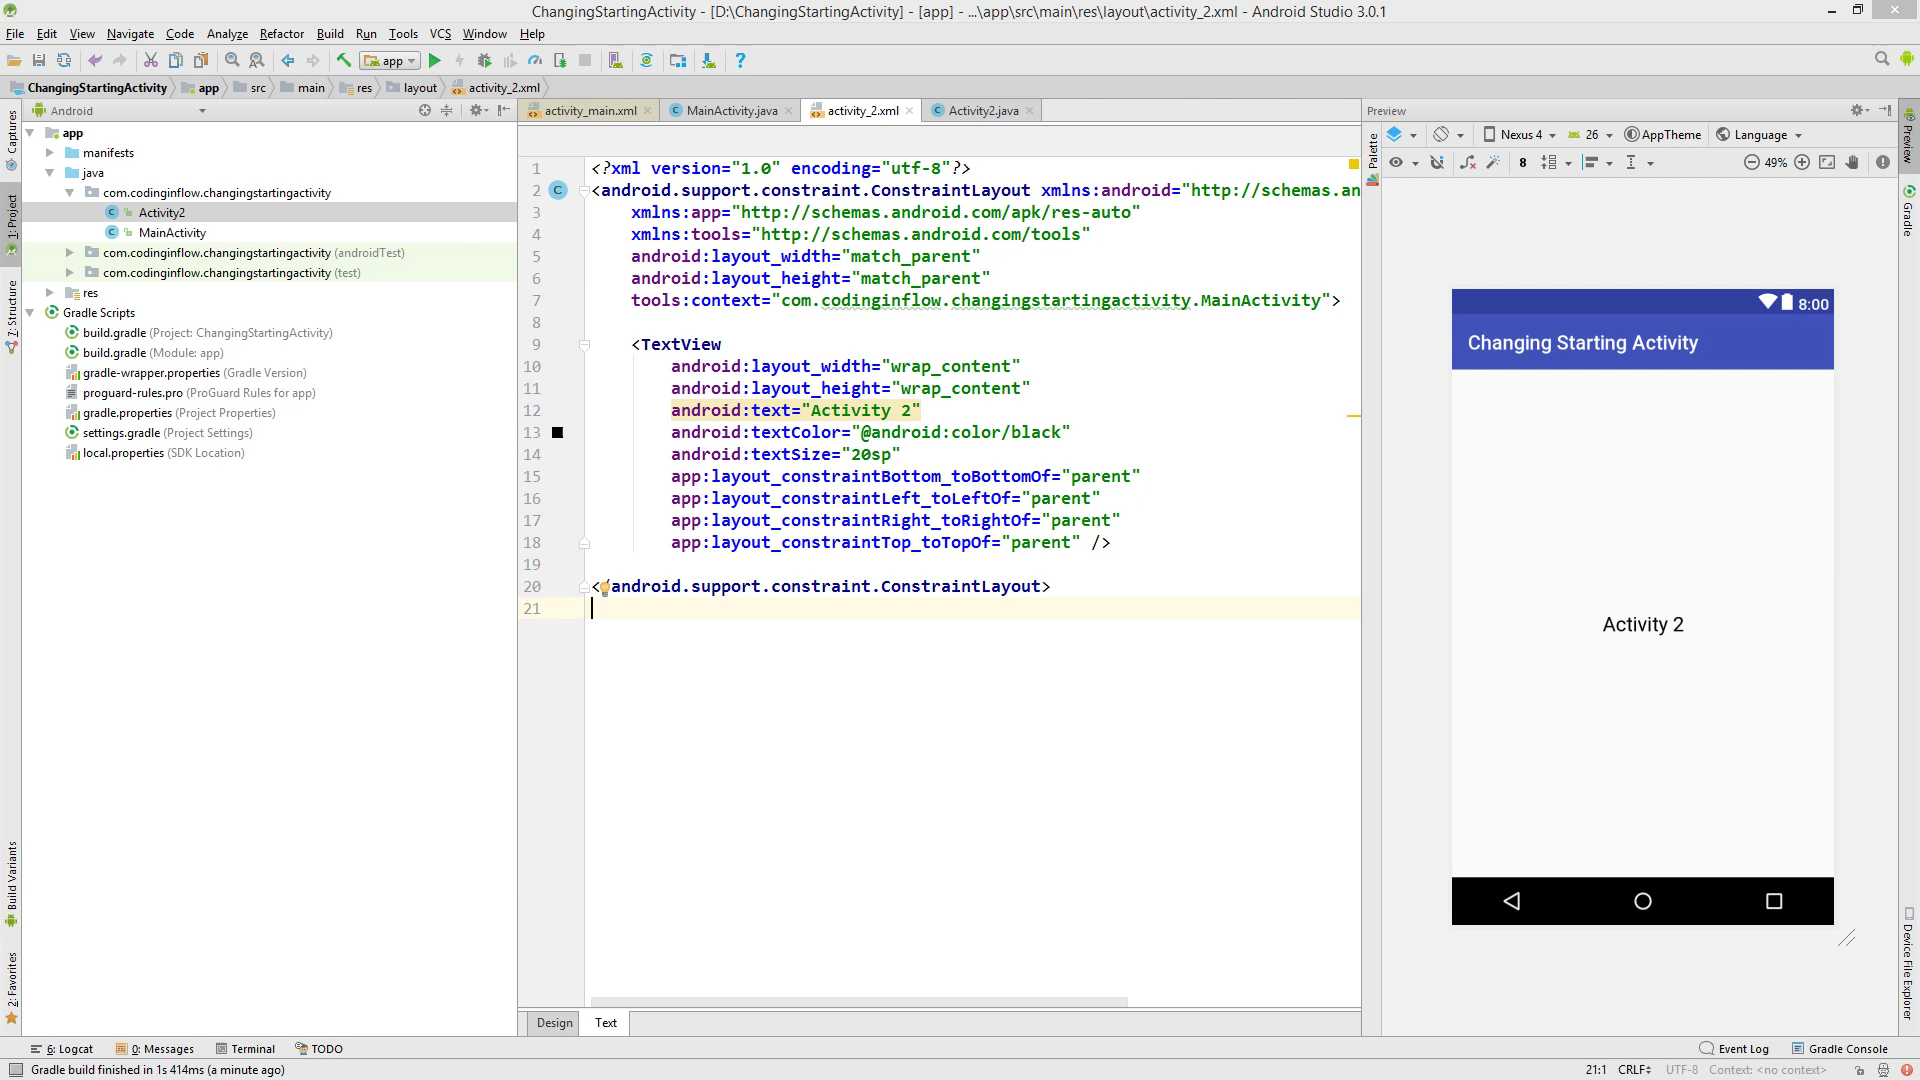 ChangingStartingActivity - [D:\ChangingStartingActivity] - [app] - ...\app\src\main\res\layout\activity_2.xml - Android Studio 3.0.1
File Edit View Navigate Code Analyze Refactor Build Run Tools VCS Window Help
app
ChangingStartingActivity app src main res layout activity_2.xml
Android
activity_main.xml MainActivity.java activity_2.xml Activity2.java
Preview
Captures
1: Project
7: Structure
Build Variants
2: Favorites
app
manifests
java
com.codinginflow.changingstartingactivity
Activity2
MainActivity
com.codinginflow.changingstartingactivity (androidTest)
com.codinginflow.changingstartingactivity (test)
res
Gradle Scripts
build.gradle (Project: ChangingStartingActivity)
build.gradle (Module: app)
gradle-wrapper.properties (Gradle Version)
proguard-rules.pro (ProGuard Rules for app)
gradle.properties (Project Properties)
settings.gradle (Project Settings)
local.properties (SDK Location)
1 <?xml version="1.0" encoding="utf-8"?>
2 C <android.support.constraint.ConstraintLayout xmlns:android="http://schemas.an
3 xmlns:app="http://schemas.android.com/apk/res-auto"
4 xmlns:tools="http://schemas.android.com/tools"
5 android:layout_width="match_parent"
6 android:layout_height="match_parent"
7 tools:context="com.codinginflow.changingstartingactivity.MainActivity">
8
9 <TextView
10 android:layout_width="wrap_content"
11 android:layout_height="wrap_content"
12 android:text="Activity 2"
13 android:textColor="@android:color/black"
14 android:textSize="20sp"
15 app:layout_constraintBottom_toBottomOf="parent"
16 app:layout_constraintLeft_toLeftOf="parent"
17 app:layout_constraintRight_toRightOf="parent"
18 app:layout_constraintTop_toTopOf="parent" />
19
20 </android.support.constraint.ConstraintLayout>
21
Design Text
Palette
Nexus 4 26 AppTheme Language
8 49%
8:00
Changing Starting Activity
Activity 2
Preview
Gradle
Device File Explorer
6: Logcat 0: Messages Terminal TODO Event Log Gradle Console
Gradle build finished in 1s 414ms (a minute ago) 21:1 CRLF UTF-8 Context: <no context>